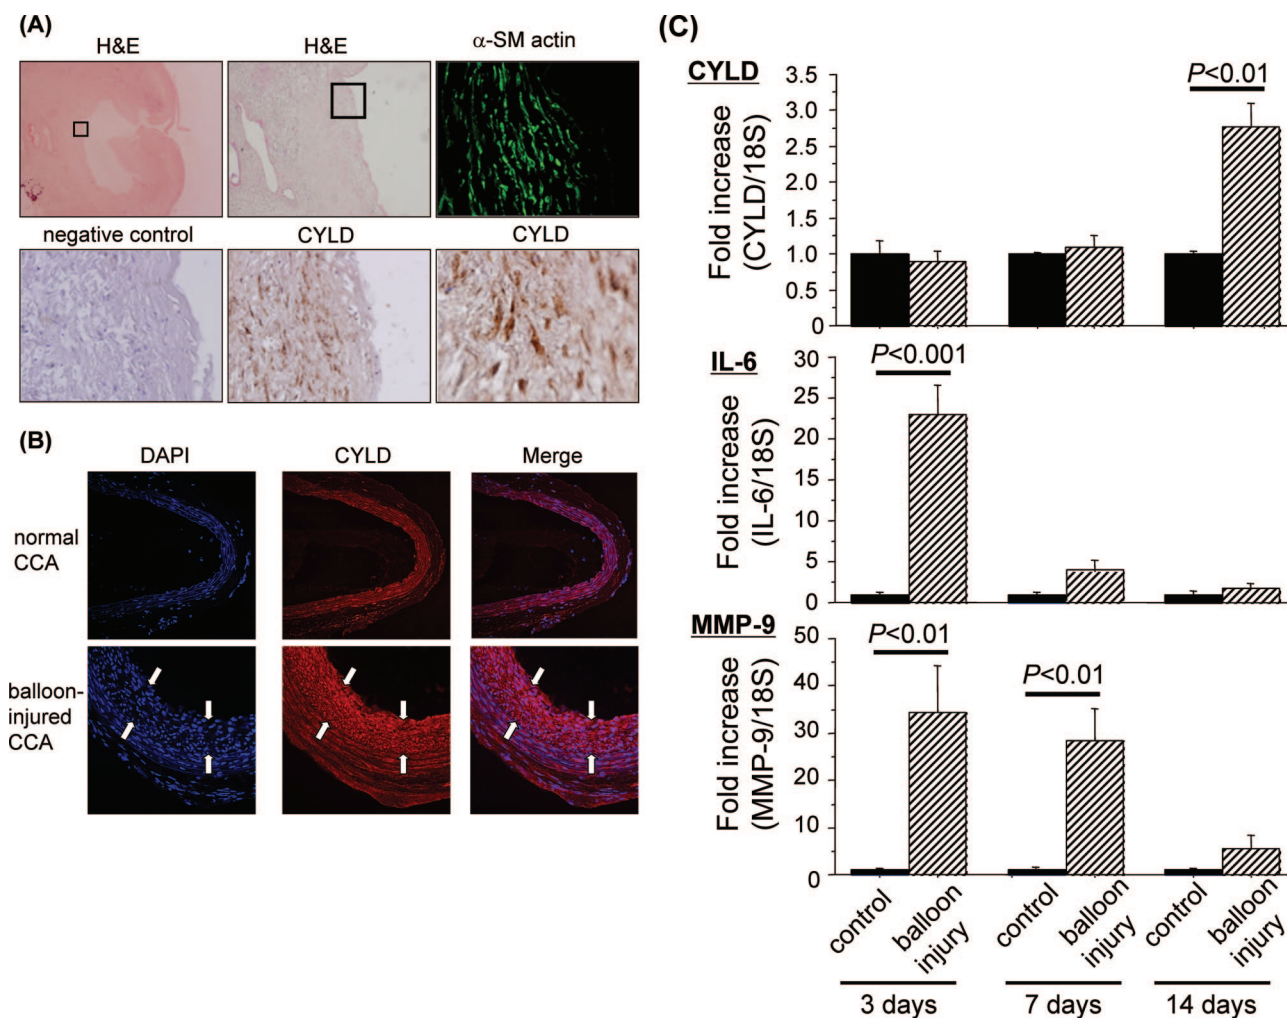 (A)
H&E
H&E
α-SM actin
negative control
CYLD
CYLD
(B)
DAPI
CYLD
Merge
normal
CCA
balloon-
injured
CCA
(C)
CYLD
Fold increase
(CYLD/18S)
3.5
3.0
2.5
2.0
1.5
1.0
0.5
0
P<0.01
IL-6
Fold increase
(IL-6/18S)
30
25
20
15
10
5
0
P<0.001
MMP-9
Fold increase
(MMP-9/18S)
50
40
30
20
10
0
P<0.01
P<0.01
control
balloon
injury
control
balloon
injury
control
balloon
injury
3 days
7 days
14 days